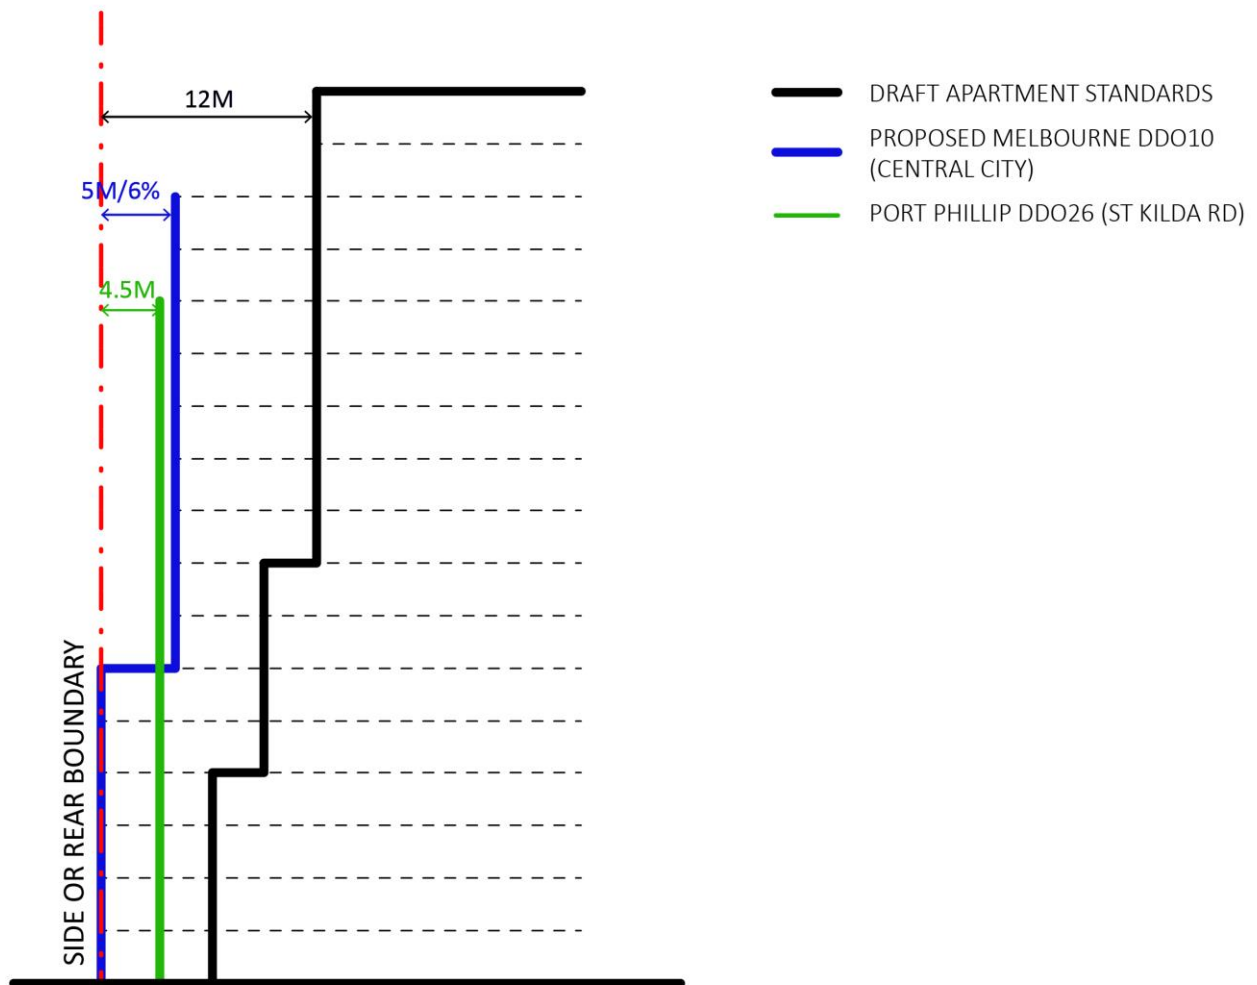 12M
5M/6%
4.5M
SIDE OR REAR BOUNDARY
DRAFT APARTMENT STANDARDS
PROPOSED MELBOURNE DDO10
(CENTRAL CITY)
PORT PHILLIP DDO26 (ST KILDA RD)